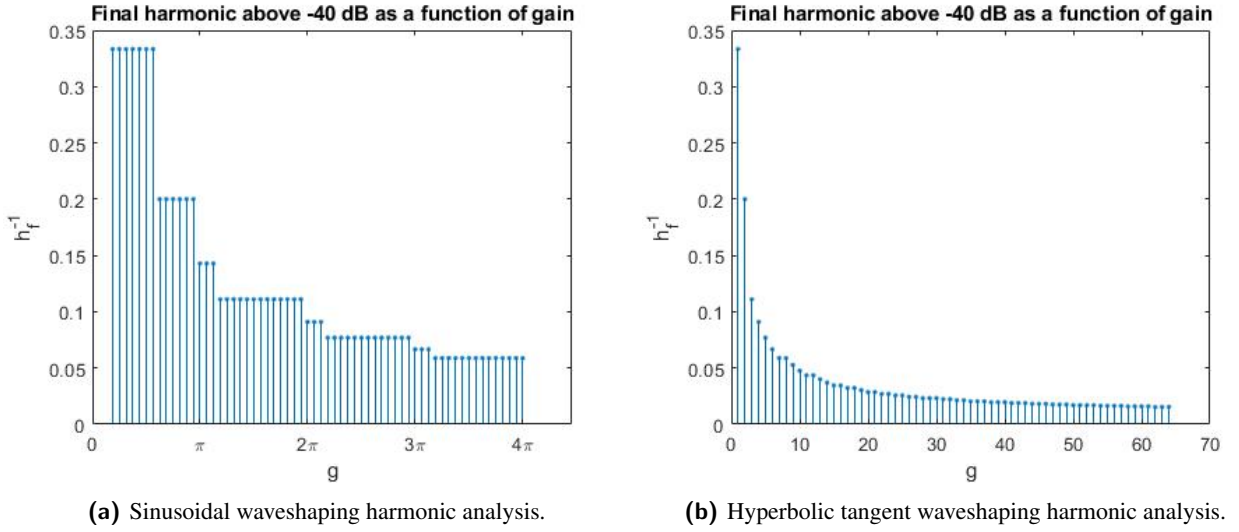 Final harmonic above -40 dB as a function of gain
0.35
0.3
0.25
0.2
0.15
0.1
0.05
0
h_f^-1
0
π
2π
3π
4π
g
(a) Sinusoidal waveshaping harmonic analysis.
Final harmonic above -40 dB as a function of gain
0.35
0.3
0.25
0.2
0.15
0.1
0.05
0
h_f^-1
0
10
20
30
40
50
60
70
g
(b) Hyperbolic tangent waveshaping harmonic analysis.